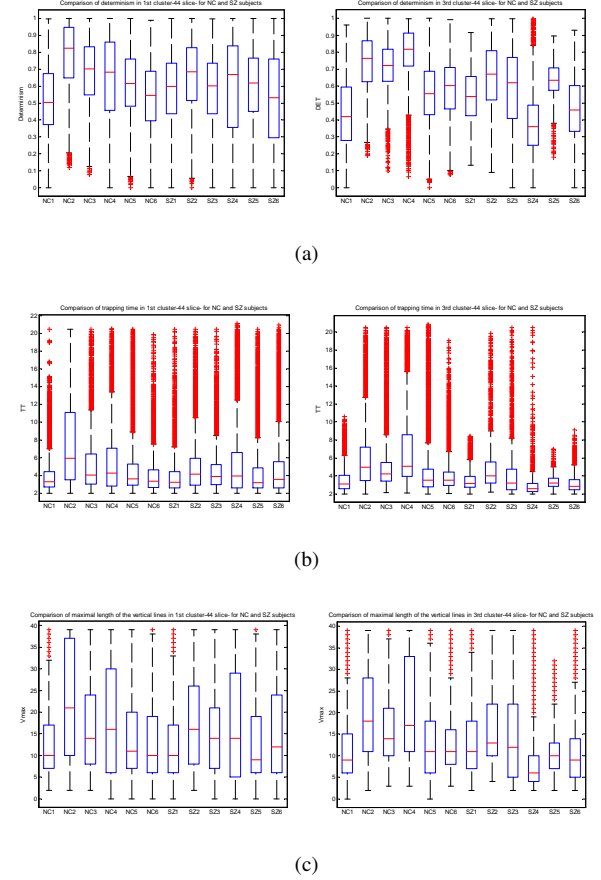 Comparison of determinism in 1st cluster-44 slice- for NC and SZ subjects
Determinism
1
0.9
0.8
0.7
0.6
0.5
0.4
0.3
0.2
0.1
0
NC1 NC2 NC3 NC4 NC5 NC6 SZ1 SZ2 SZ3 SZ4 SZ5 SZ6
Comparison of determinism in 3rd cluster-44 slice- for NC and SZ subjects
DET
1
0.9
0.8
0.7
0.6
0.5
0.4
0.3
0.2
0.1
0
NC1 NC2 NC3 NC4 NC5 NC6 SZ1 SZ2 SZ3 SZ4 SZ5 SZ6
(a)
Comparison of trapping time in 1st cluster-44 slice- for NC and SZ subjects
TT
22
20
18
16
14
12
10
8
6
4
2
NC1 NC2 NC3 NC4 NC5 NC6 SZ1 SZ2 SZ3 SZ4 SZ5 SZ6
Comparison of trapping time in 3rd cluster-44 slice- for NC and SZ subjects
TT
20
18
16
14
12
10
8
6
4
2
NC1 NC2 NC3 NC4 NC5 NC6 SZ1 SZ2 SZ3 SZ4 SZ5 SZ6
(b)
Comparison of maximal length of the vertical lines in 1st cluster-44 slice- for NC and SZ subjects
Vmax
40
35
30
25
20
15
10
5
0
NC1 NC2 NC3 NC4 NC5 NC6 SZ1 SZ2 SZ3 SZ4 SZ5 SZ6
Comparison of maximal length of the vertical lines in 3rd cluster-44 slice- for NC and SZ subjects
Vmax
40
35
30
25
20
15
10
5
0
NC1 NC2 NC3 NC4 NC5 NC6 SZ1 SZ2 SZ3 SZ4 SZ5 SZ6
(c)